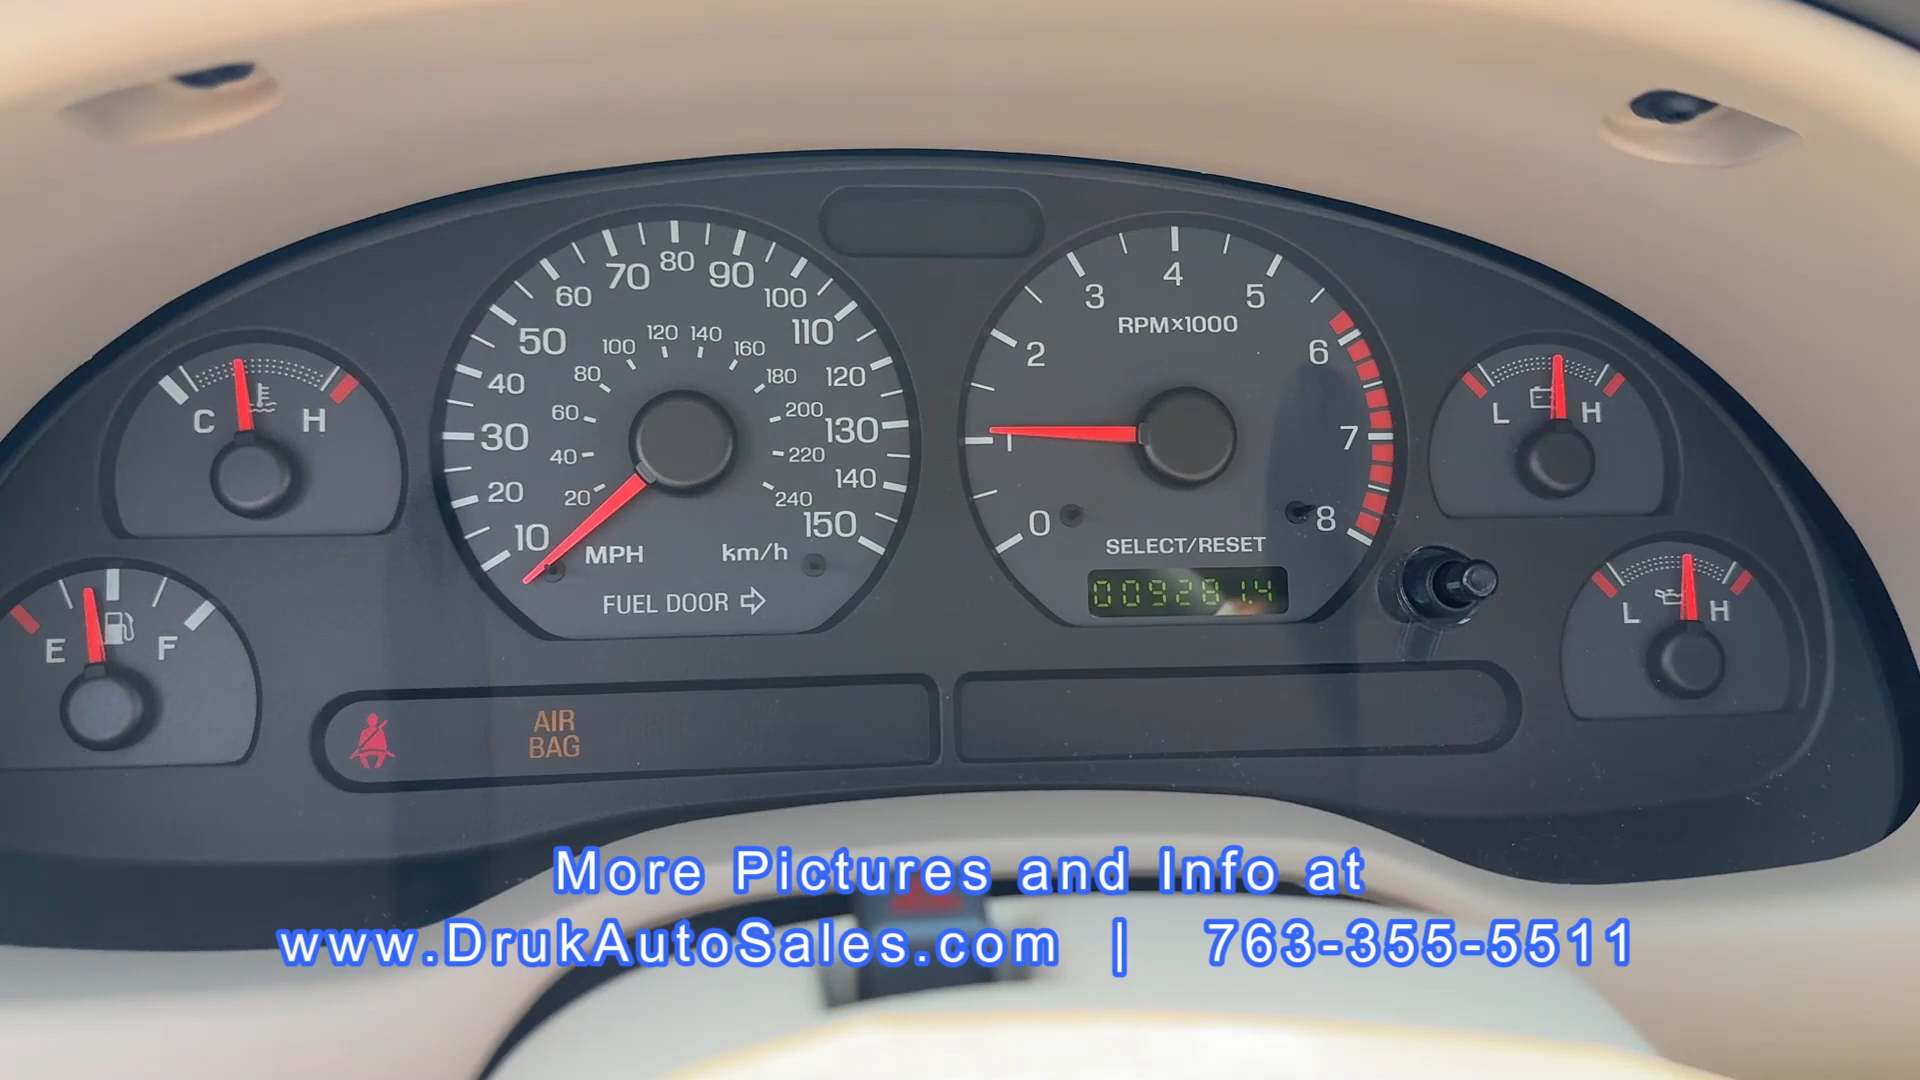 70 80 90
60 100
50 110
40 120
30 130
20 140
10 150
100 120 140 160
80 180
60 200
40 220
20 240
MPH km/h
FUEL DOOR
3 4 5
RPM×1000
2 6
1 7
0 8
SELECT/RESET
009281.4
C H
E F
L H
L H
AIR
BAG
More Pictures and Info at
www.DrukAutoSales.com | 763-355-5511